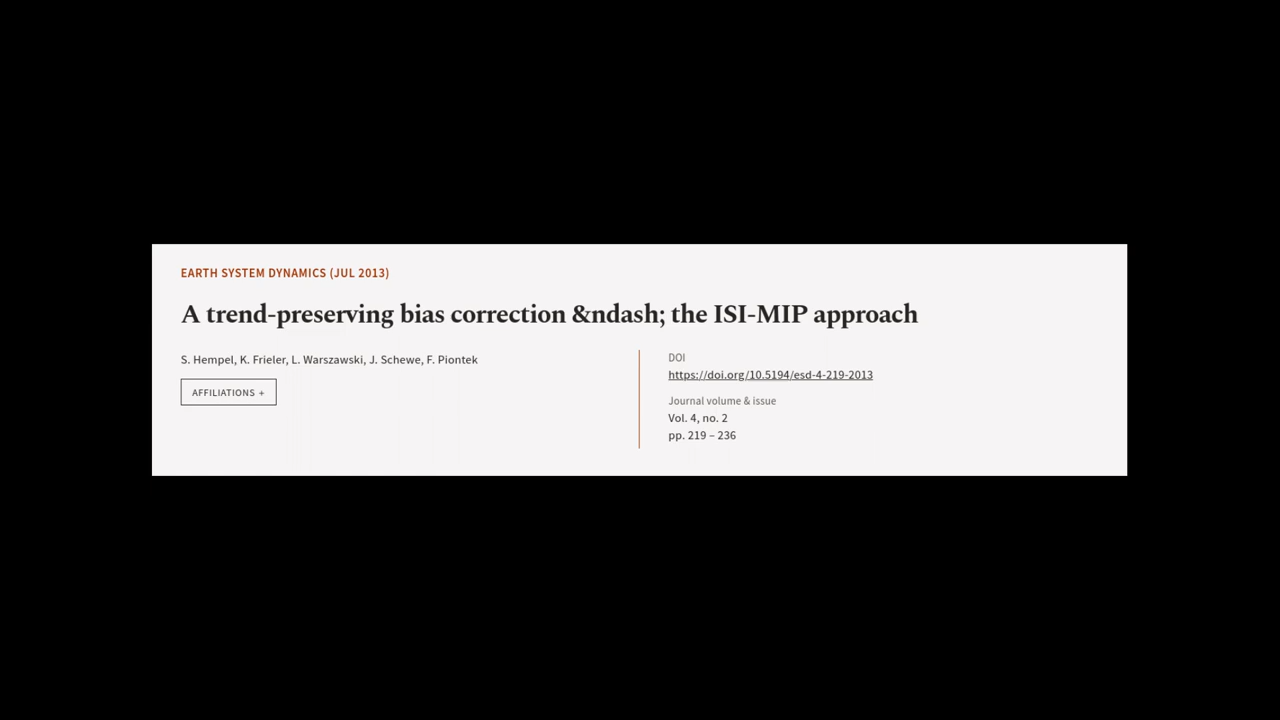 EARTH SYSTEM DYNAMICS (JUL 2013)
A trend-preserving bias correction &ndash; the ISI-MIP approach
S. Hempel, K. Frieler, L. Warszawski, J. Schewe, F. Piontek
AFFILIATIONS +
DOI
https://doi.org/10.5194/esd-4-219-2013
Journal volume & issue
Vol. 4, no. 2
pp. 219 – 236